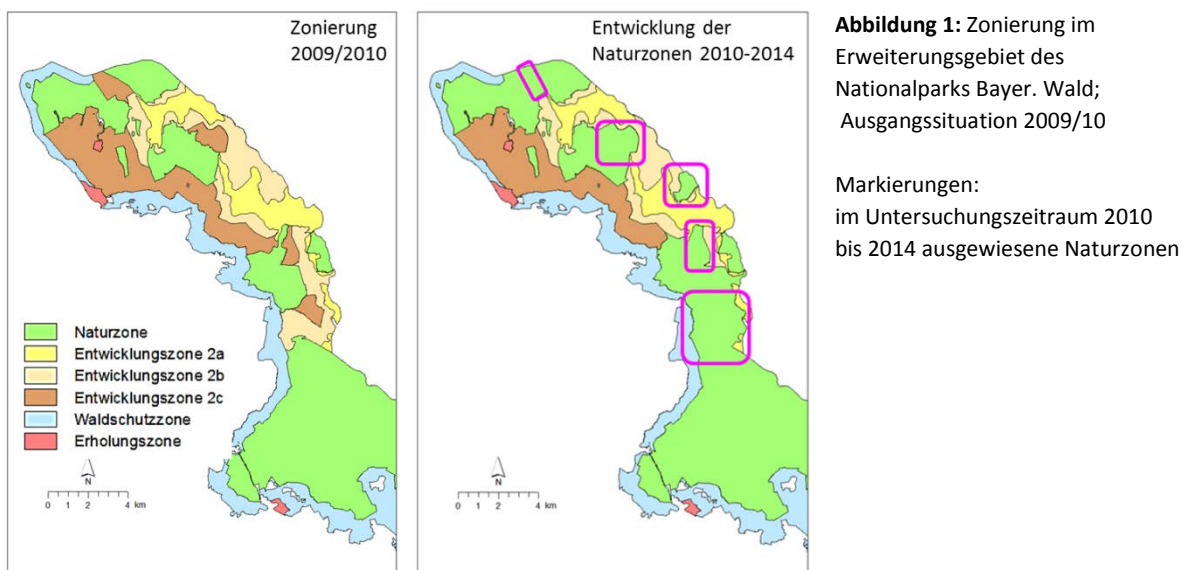 Zonierung
2009/2010
Naturzone
Entwicklungszone 2a
Entwicklungszone 2b
Entwicklungszone 2c
Waldschutzzone
Erholungszone
N
0 1 2 4 km
Entwicklung der
Naturzonen 2010-2014
N
0 1 2 4 km
Abbildung 1: Zonierung im
Erweiterungsgebiet des
Nationalparks Bayer. Wald;
Ausgangssituation 2009/10
Markierungen:
im Untersuchungszeitraum 2010
bis 2014 ausgewiesene Naturzonen